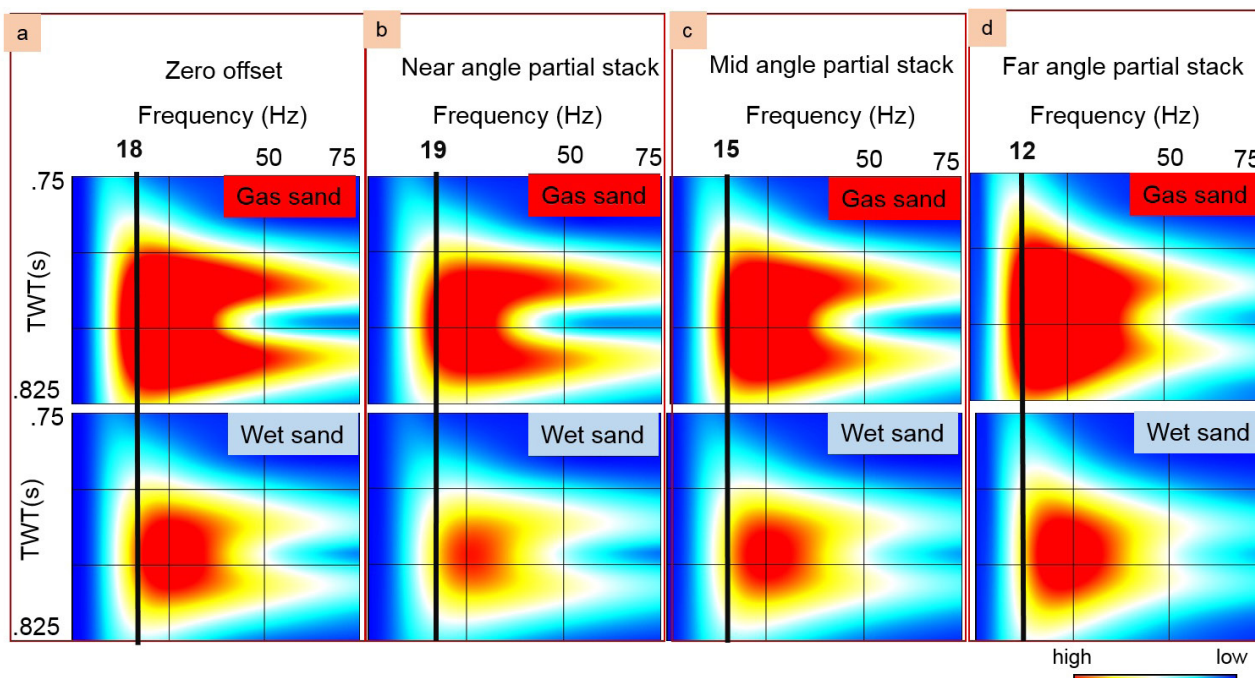 a
Zero offset
Frequency (Hz)
18 50 75
.75
Gas sand
TWT(s)
.825
.75
Wet sand
TWT(s)
.825
b
Near angle partial stack
Frequency (Hz)
19 50 75
Gas sand
Wet sand
c
Mid angle partial stack
Frequency (Hz)
15 50 75
Gas sand
Wet sand
d
Far angle partial stack
Frequency (Hz)
12 50 75
Gas sand
Wet sand
high low